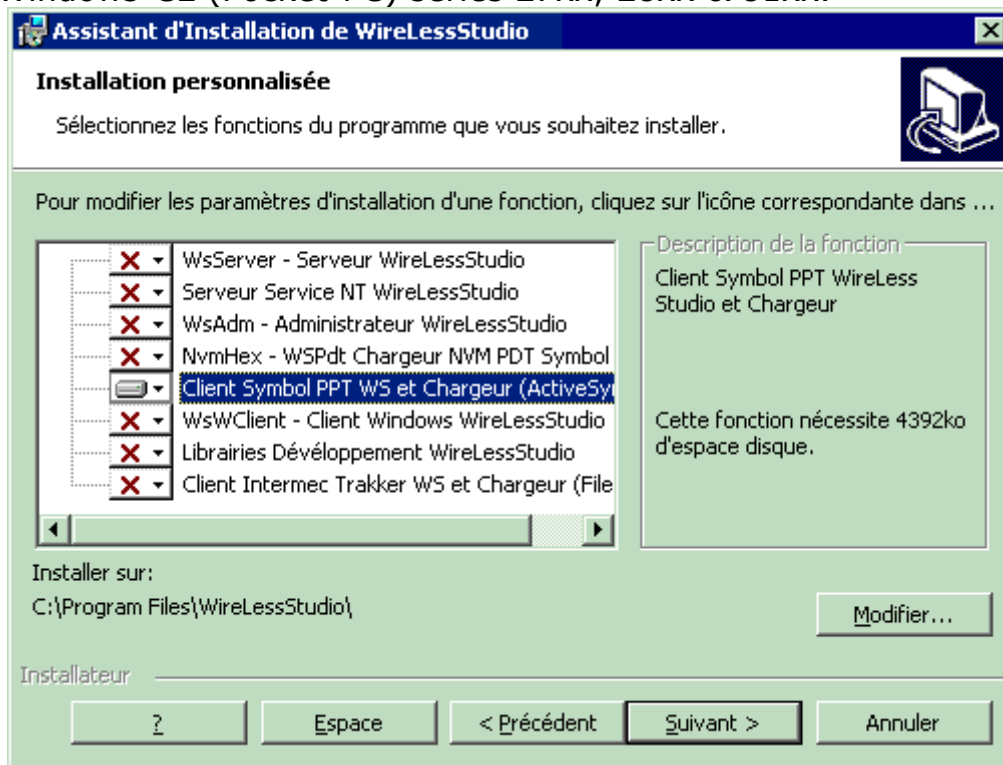 Assistant d'Installation de WireLessStudio
Installation personnalisée
Sélectionnez les fonctions du programme que vous souhaitez installer.
Pour modifier les paramètres d'installation d'une fonction, cliquez sur l'icône correspondante dans ...
WsServer - Serveur WireLessStudio
Serveur Service NT WireLessStudio
WsAdm - Administrateur WireLessStudio
NvmHex - WSPdt Chargeur NVM PDT Symbol
Client Symbol PPT WS et Chargeur (ActiveSy
WsWClient - Client Windows WireLessStudio
Librairies Dévéloppement WireLessStudio
Client Intermec Trakker WS et Chargeur (File
Description de la fonction
Client Symbol PPT WireLess
Studio et Chargeur
Cette fonction nécessite 4392ko
d'espace disque.
Installer sur:
C:\Program Files\WireLessStudio\
Modifier...
Installateur
?
Espace
< Précédent
Suivant >
Annuler